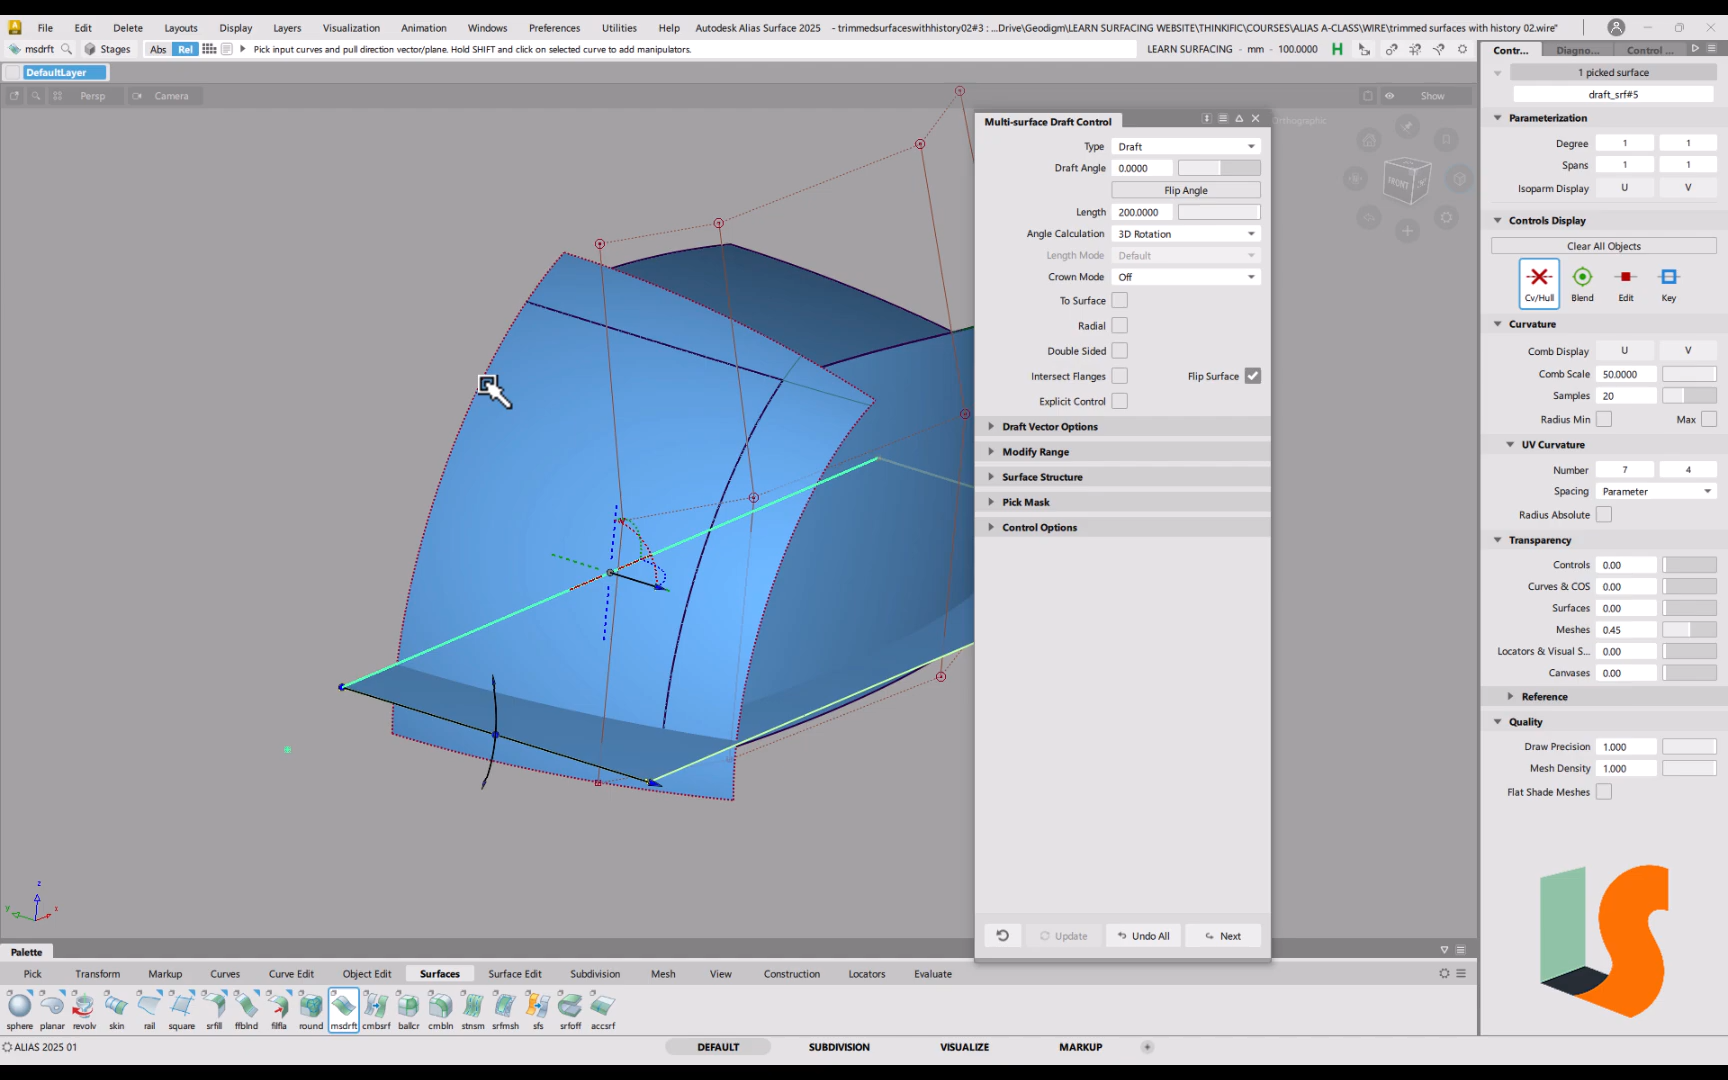 File Edit Delete Layouts Display Layers Visualization Animation Windows Preferences Utilities Help Autodesk Alias Surface 2025 - trimmedsurfaceswithhistory02#3 : ...Drive\Geodigm\LEARN SURFACING WEBSITE\THINKIFIC\COURSES\ALIAS A-CLASS\WIRE\trimmed surfaces with history 02.wire*
msdrft Stages Abs Rel Pick input curves and pull direction vector/plane. Hold SHIFT and click on selected curve to add manipulators. LEARN SURFACING - mm - 100.0000 H
DefaultLayer
Persp Camera Show
Orthographic
FRONT
Multi-surface Draft Control
Type Draft
Draft Angle 0.0000
Flip Angle
Length 200.0000
Angle Calculation 3D Rotation
Length Mode Default
Crown Mode Off
To Surface
Radial
Double Sided
Intersect Flanges Flip Surface
Explicit Control
Draft Vector Options
Modify Range
Surface Structure
Pick Mask
Control Options
Update Undo All Next
Contr... Diagno... Control ...
1 picked surface
draft_srf#5
Parameterization
Degree 1 1
Spans 1 1
Isoparm Display U V
Controls Display
Clear All Objects
Cv/Hull Blend Edit Key
Curvature
Comb Display U V
Comb Scale 50.0000
Samples 20
Radius Min Max
UV Curvature
Number 7 4
Spacing Parameter
Radius Absolute
Transparency
Controls 0.00
Curves & COS 0.00
Surfaces 0.00
Meshes 0.45
Locators & Visual S... 0.00
Canvases 0.00
Reference
Quality
Draw Precision 1.000
Mesh Density 1.000
Flat Shade Meshes
LS
z
y x
Palette
Pick Transform Markup Curves Curve Edit Object Edit Surfaces Surface Edit Subdivision Mesh View Construction Locators Evaluate
sphere planar revolv skin rail square srfill ffblnd filfla round msdrft cmbsrf ballcr cmbln stnsm srfmsh sfs srfoff accsrf
ALIAS 2025 01 DEFAULT SUBDIVISION VISUALIZE MARKUP